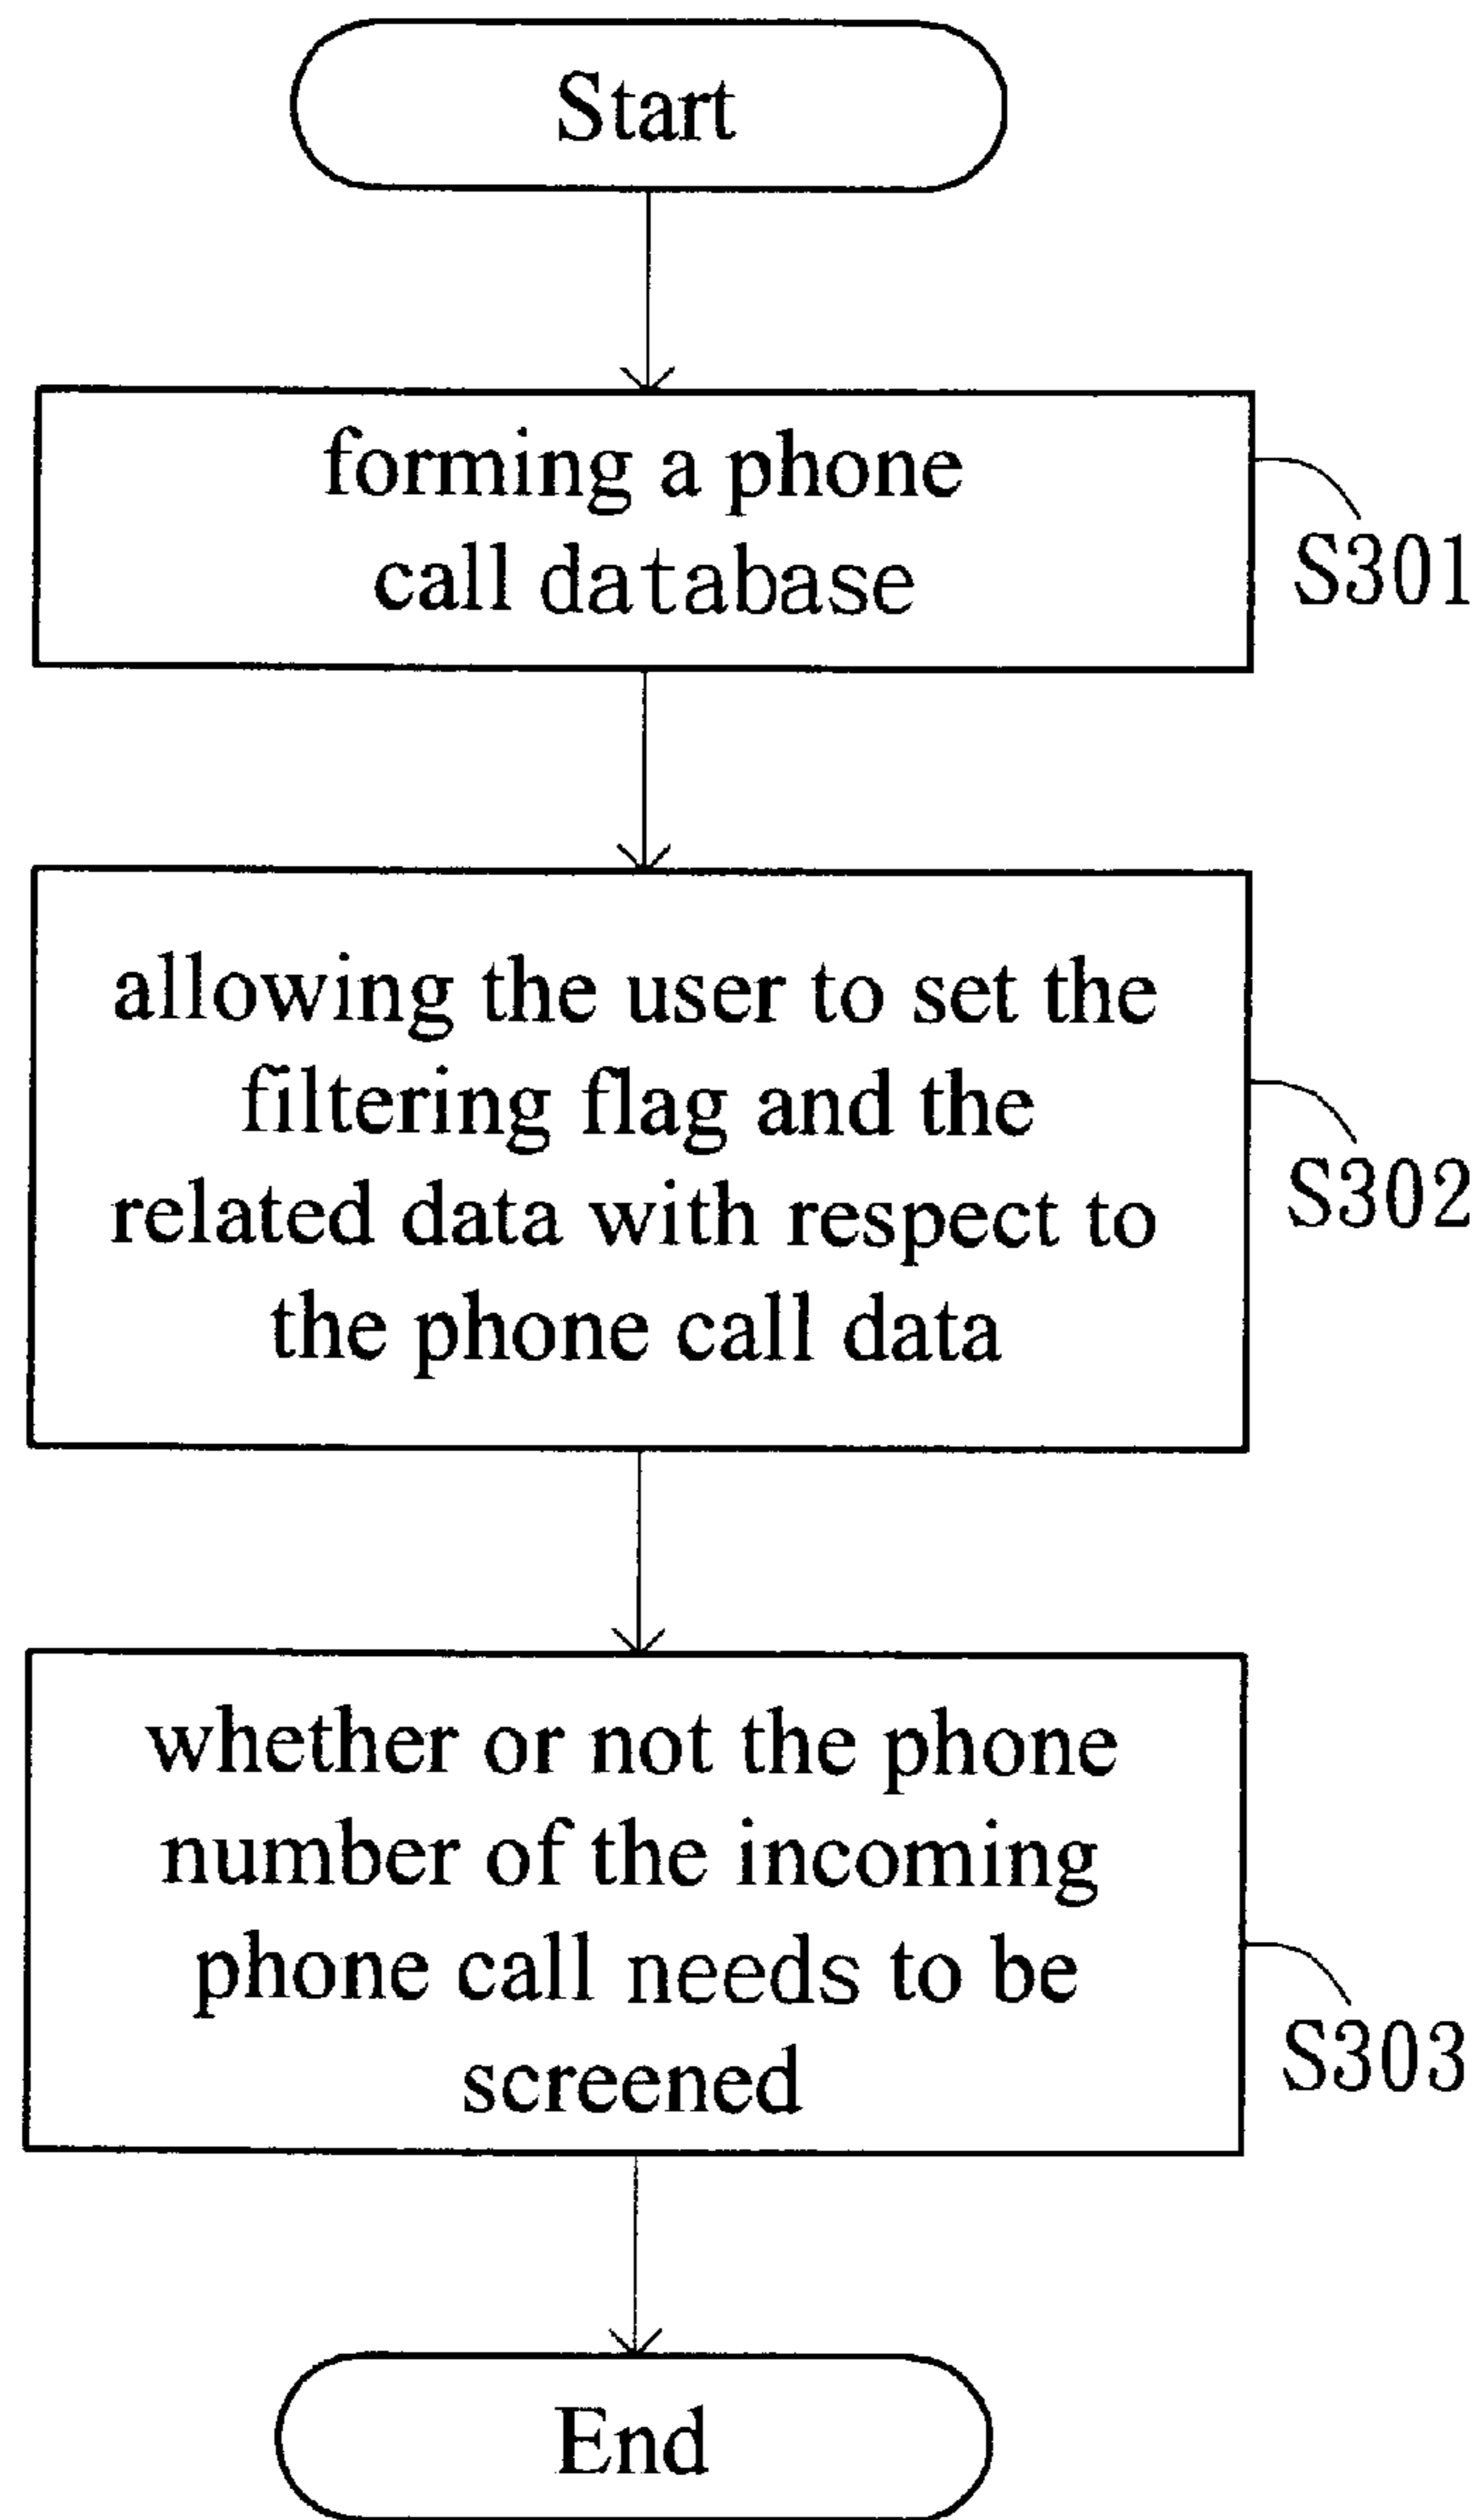 Start
forming a phone
call database
S301
allowing the user to set the
filtering flag and the
related data with respect to
the phone call data
S302
whether or not the phone
number of the incoming
phone call needs to be
screened
S303
End